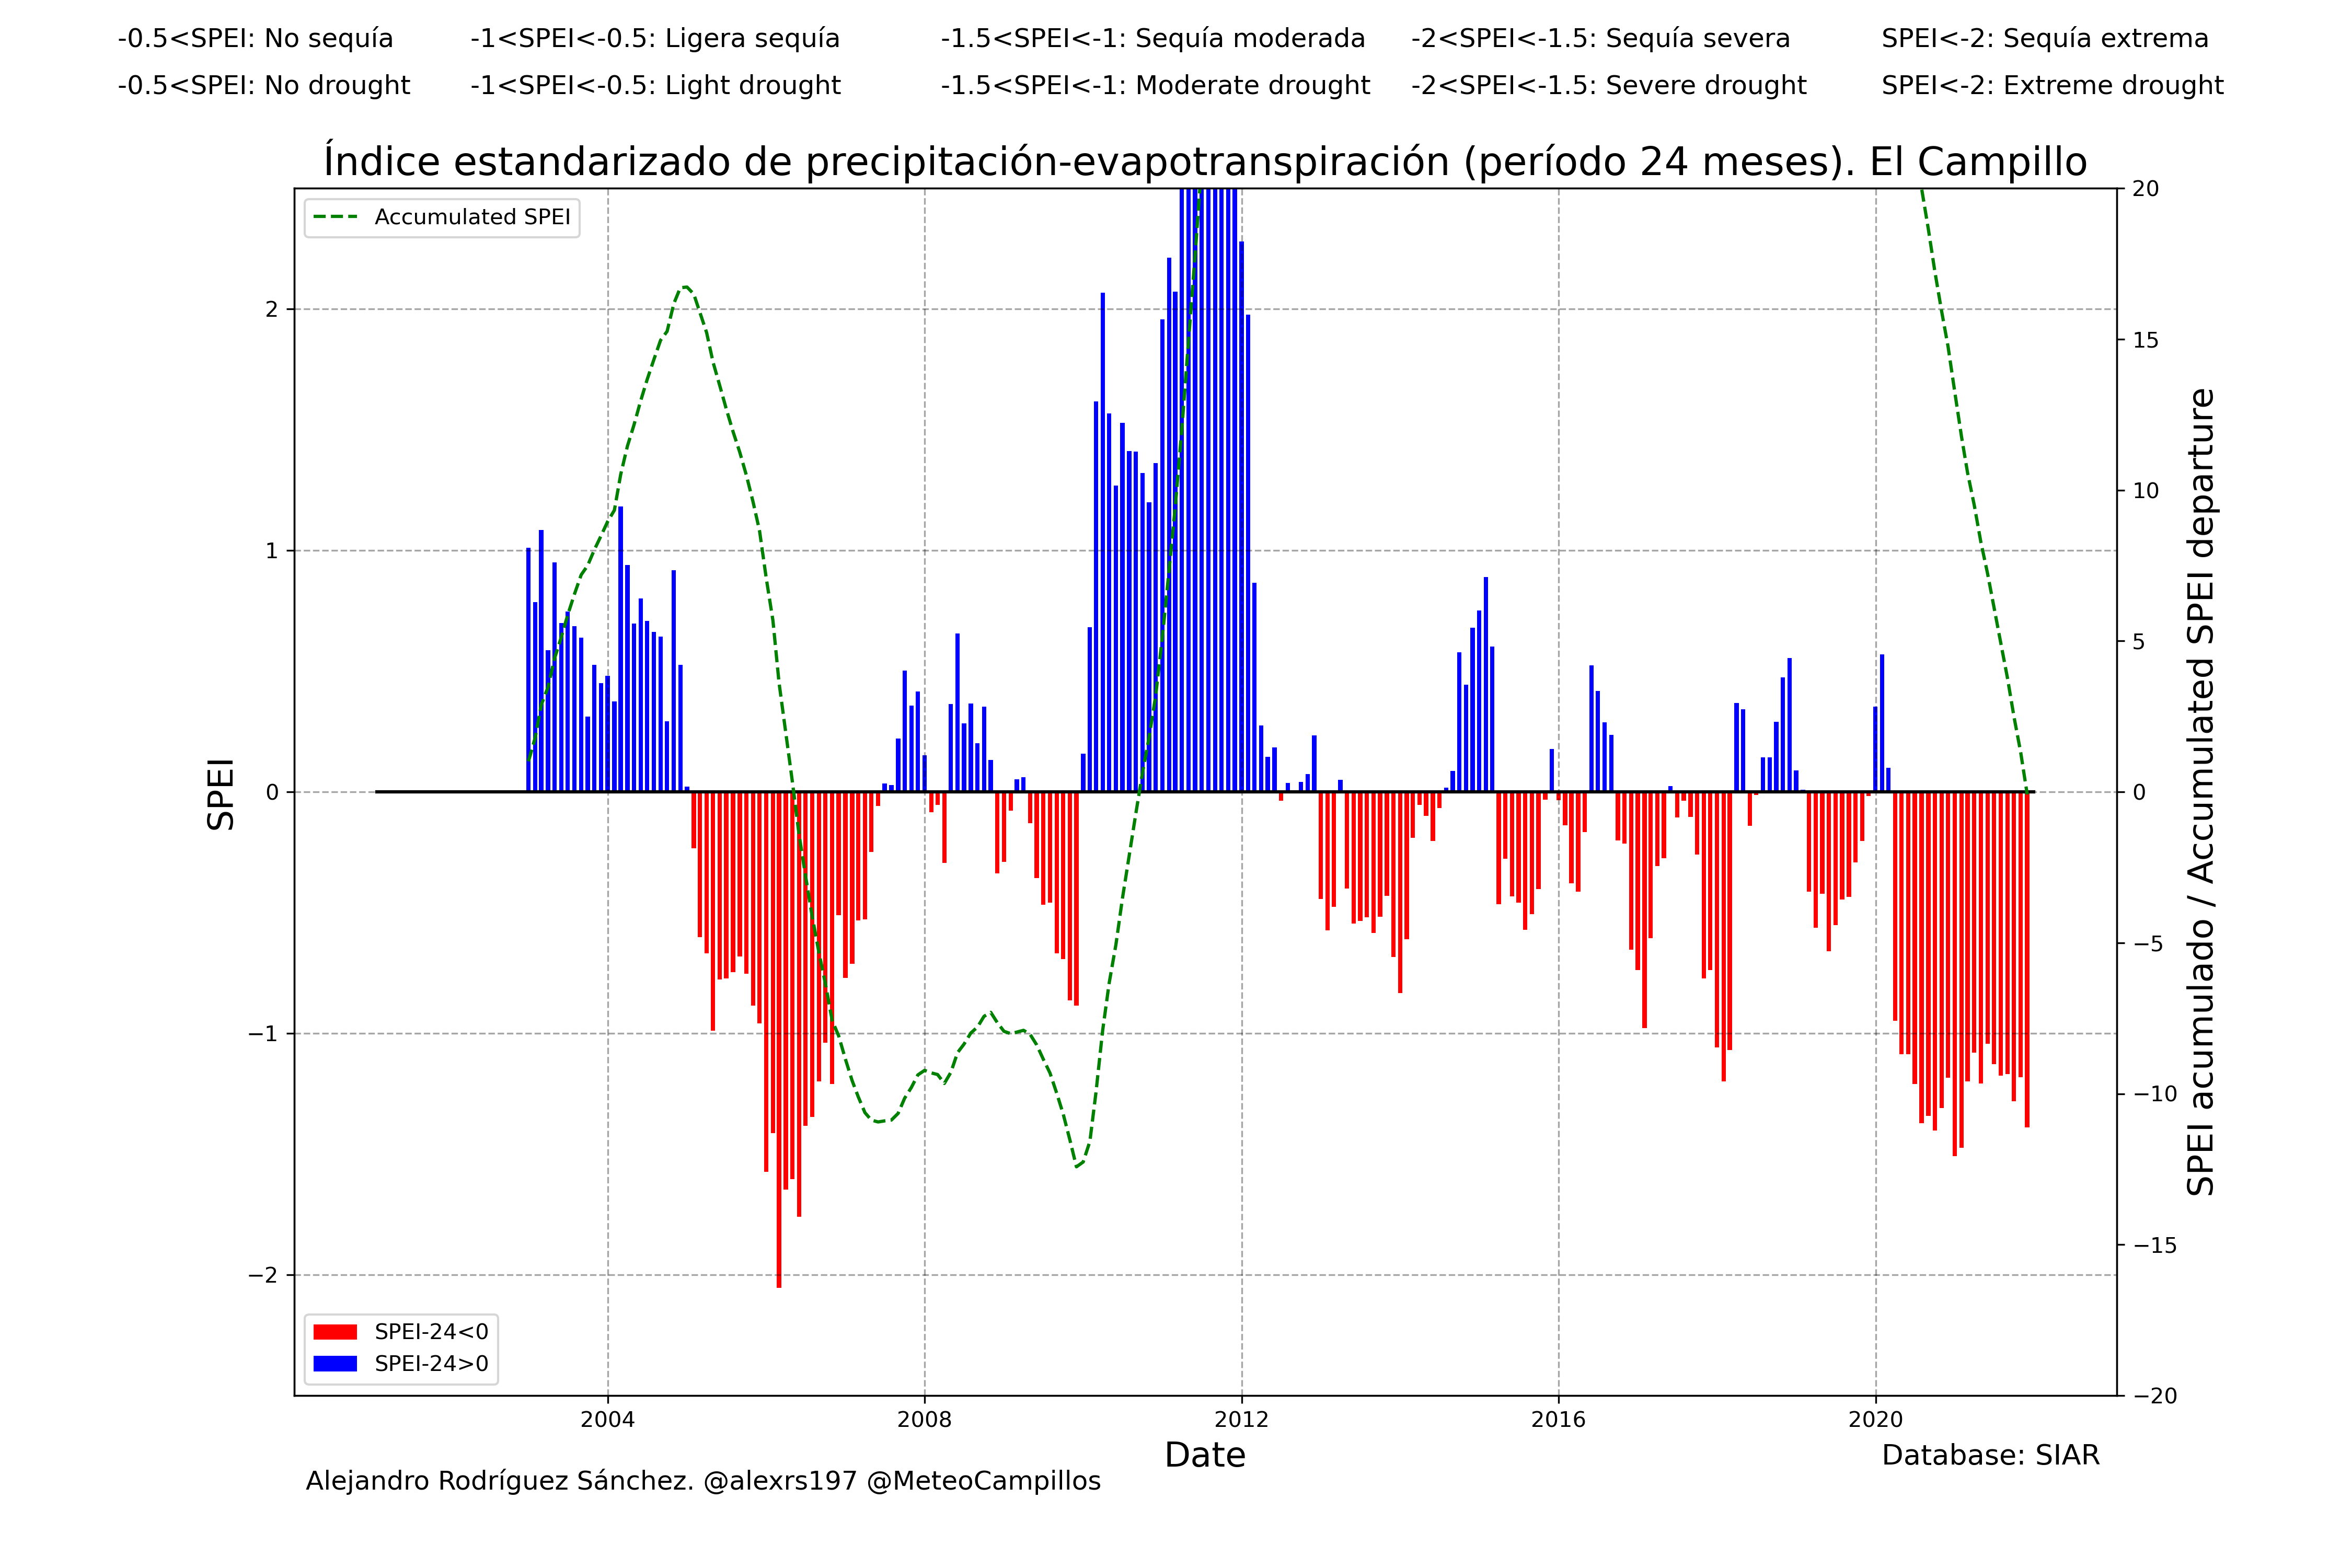 -0.5<SPEI: No sequía -1<SPEI<-0.5: Ligera sequía -1.5<SPEI<-1: Sequía moderada -2<SPEI<-1.5: Sequía severa SPEI<-2: Sequía extrema
-0.5<SPEI: No drought -1<SPEI<-0.5: Light drought -1.5<SPEI<-1: Moderate drought -2<SPEI<-1.5: Severe drought SPEI<-2: Extreme drought
Índice estandarizado de precipitación-evapotranspiración (período 24 meses). El Campillo
Accumulated SPEI
2
1
0
−1
−2
SPEI
20
15
10
5
0
−5
−10
−15
−20
SPEI acumulado / Accumulated SPEI departure
SPEI-24<0
SPEI-24>0
2004 2008 2012 2016 2020
Date
Database: SIAR
Alejandro Rodríguez Sánchez. @alexrs197 @MeteoCampillos